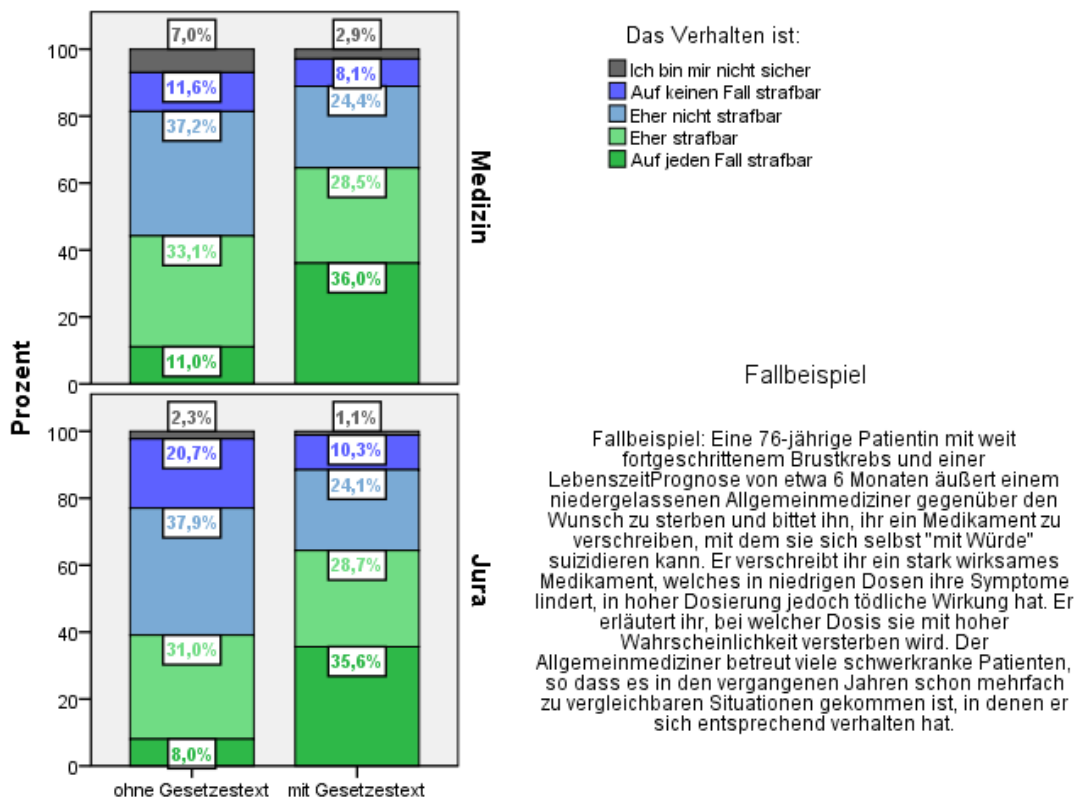 Prozent
100
80
60
40
20
0
7,0%
11,6%
37,2%
33,1%
11,0%
2,9%
8,1%
24,4%
28,5%
36,0%
Medizin
100
80
60
40
20
0
2,3%
20,7%
37,9%
31,0%
8,0%
1,1%
10,3%
24,1%
28,7%
35,6%
Jura
ohne Gesetzestext
mit Gesetzestext
Das Verhalten ist:
Ich bin mir nicht sicher
Auf keinen Fall strafbar
Eher nicht strafbar
Eher strafbar
Auf jeden Fall strafbar
Fallbeispiel
Fallbeispiel: Eine 76-jährige Patientin mit weit
fortgeschrittenem Brustkrebs und einer
LebenszeitPrognose von etwa 6 Monaten äußert einem
niedergelassenen Allgemeinmediziner gegenüber den
Wunsch zu sterben und bittet ihn, ihr ein Medikament zu
verschreiben, mit dem sie sich selbst "mit Würde"
suizidieren kann. Er verschreibt ihr ein stark wirksames
Medikament, welches in niedrigen Dosen ihre Symptome
lindert, in hoher Dosierung jedoch tödliche Wirkung hat. Er
erläutert ihr, bei welcher Dosis sie mit hoher
Wahrscheinlichkeit versterben wird. Der
Allgemeinmediziner betreut viele schwerkranke Patienten,
so dass es in den vergangenen Jahren schon mehrfach
zu vergleichbaren Situationen gekommen ist, in denen er
sich entsprechend verhalten hat.